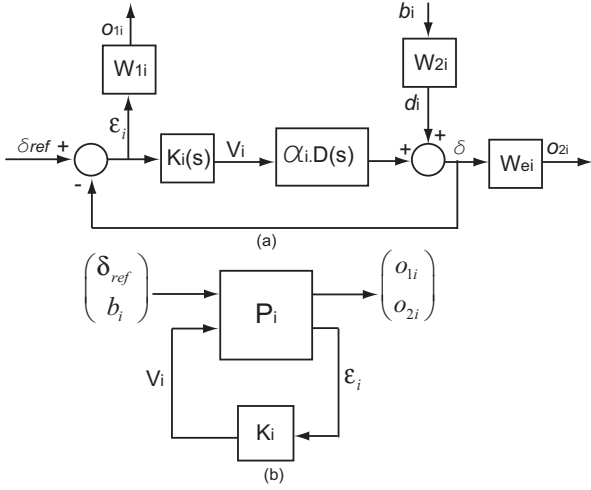 o1i
bi
W1i
W2i
εi
di
δref
+
-
Ki(s)
Vi
αi.D(s)
+
+
δ
Wei
o2i
(a)
δref
bi
Pi
o1i
o2i
Vi
εi
Ki
(b)